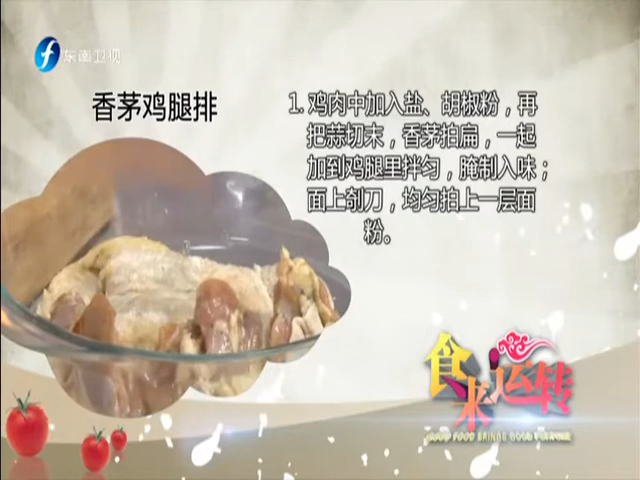 东南卫视
香茅鸡腿排
1. 鸡肉中加入盐、胡椒粉，再
把蒜切末，香茅拍扁，一起
加到鸡腿里拌匀，腌制入味；
面上剞刀，均匀拍上一层面
粉。
食来运转
GOOD FOOD BRINGS GOOD FORTUNE